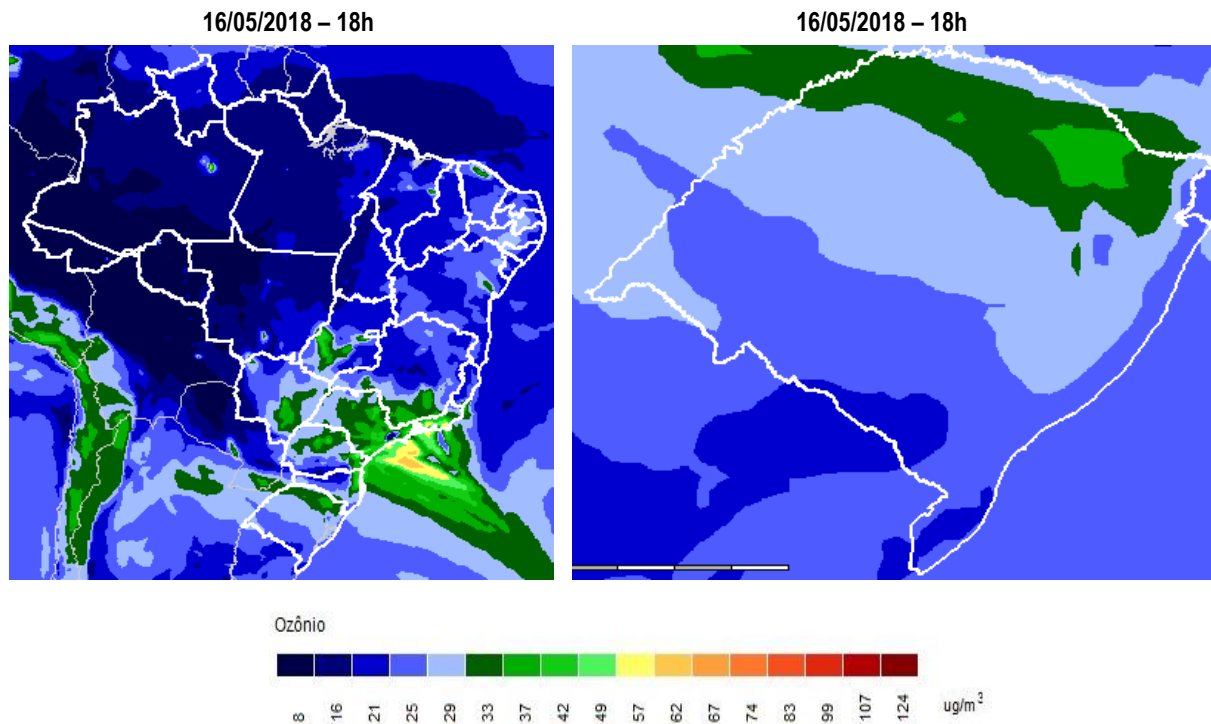 16/05/2018 – 18h
16/05/2018 – 18h
Ozônio
8 16 21 25 29 33 37 42 49 57 62 67 74 83 99 107 124 ug/m³